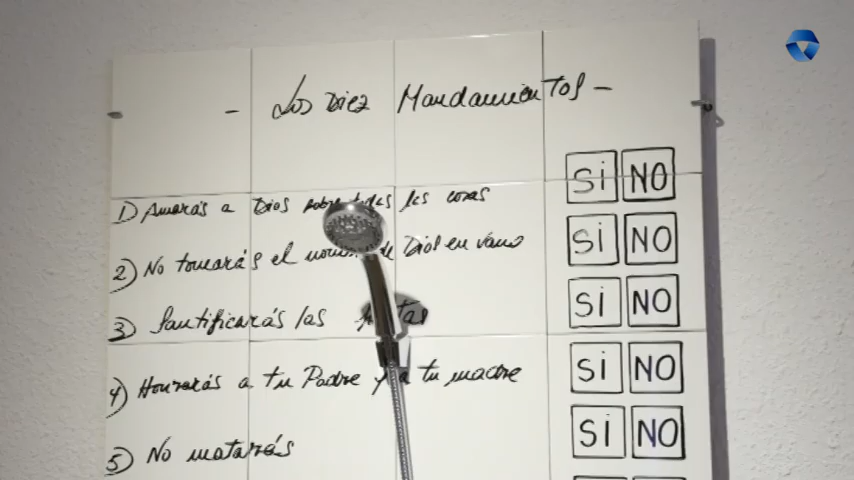 - Los Diez Mandamientos -
1) Amarás a Dios sobre todas las cosas SI NO
2) No tomarás el nombre de Dios en vano SI NO
3) Santificarás las fiestas SI NO
4) Honrarás a tu Padre y a tu madre SI NO
5) No matarás SI NO